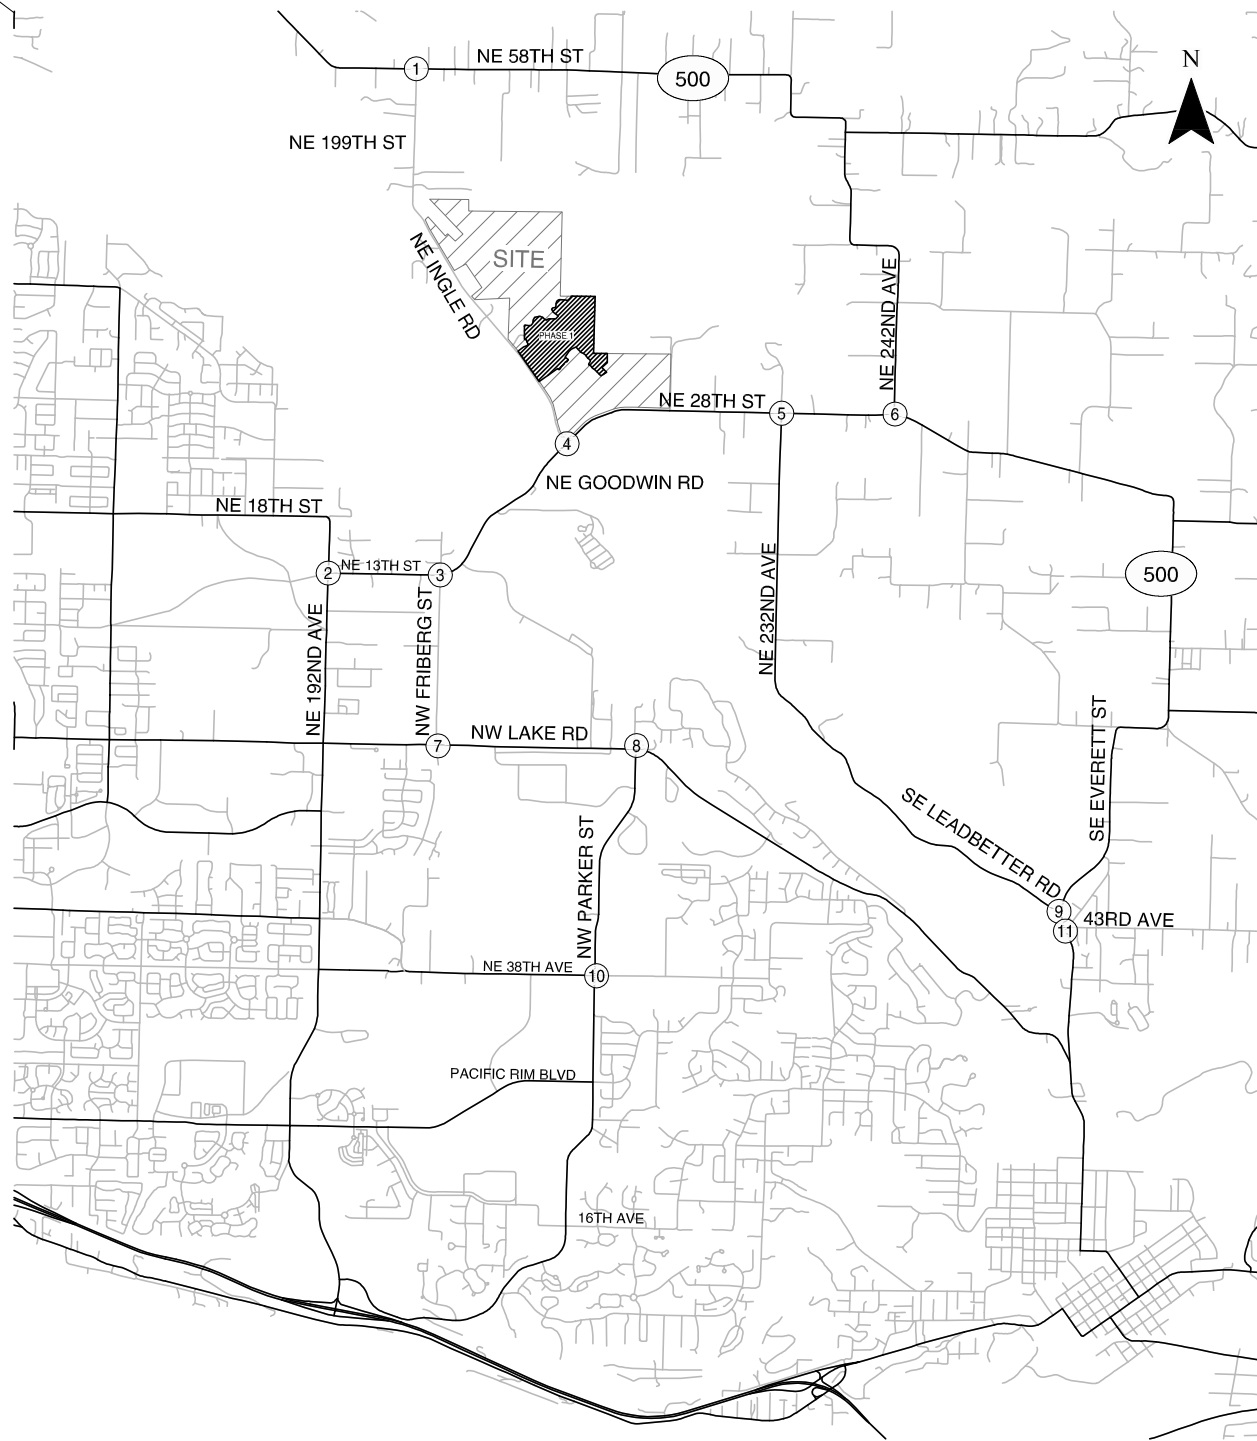 NE 58TH ST
1
500
N
NE 199TH ST
SITE
NE INGLE RD
PHASE 1
NE 242ND AVE
NE 28TH ST
5
6
4
NE GOODWIN RD
NE 18TH ST
2
NE 13TH ST
3
500
NE 232ND AVE
NE 192ND AVE
NW FRIBERG ST
7
NW LAKE RD
8
SE EVERETT ST
SE LEADBETTER RD
NW PARKER ST
9
43RD AVE
11
NE 38TH AVE
10
PACIFIC RIM BLVD
16TH AVE